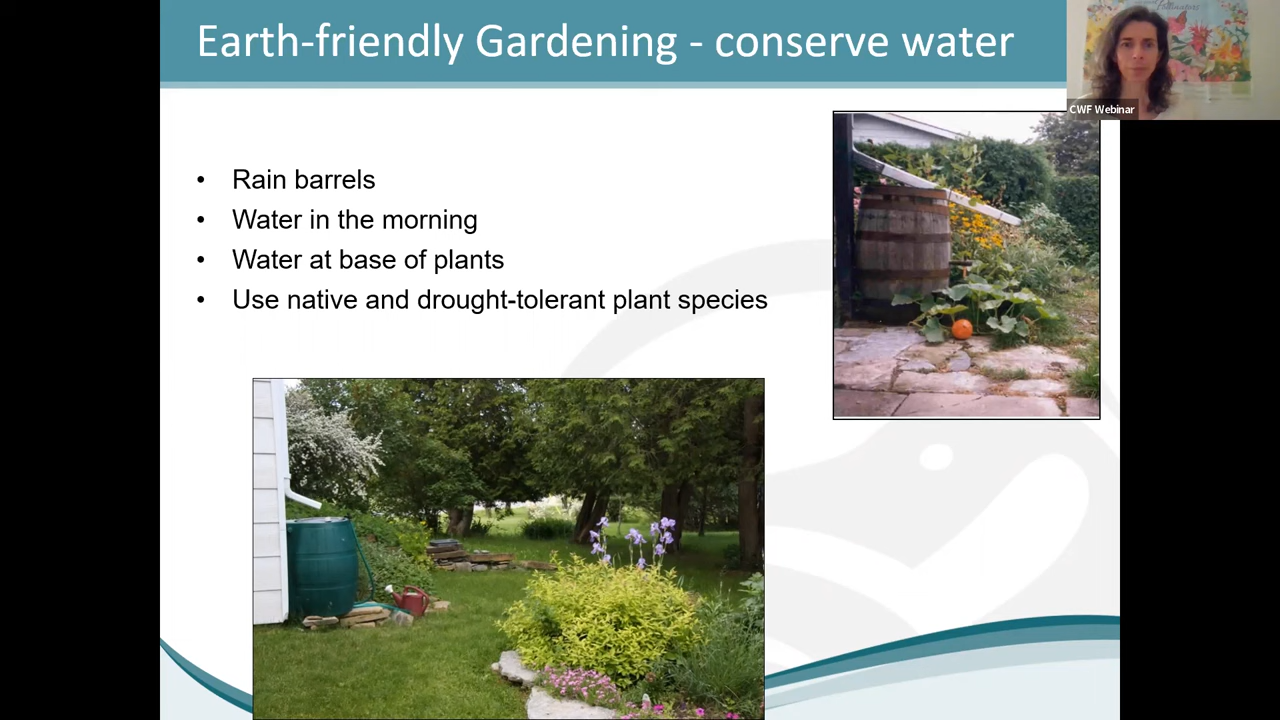 Earth-friendly Gardening - conserve water
CWF Webinar
• Rain barrels
• Water in the morning
• Water at base of plants
• Use native and drought-tolerant plant species